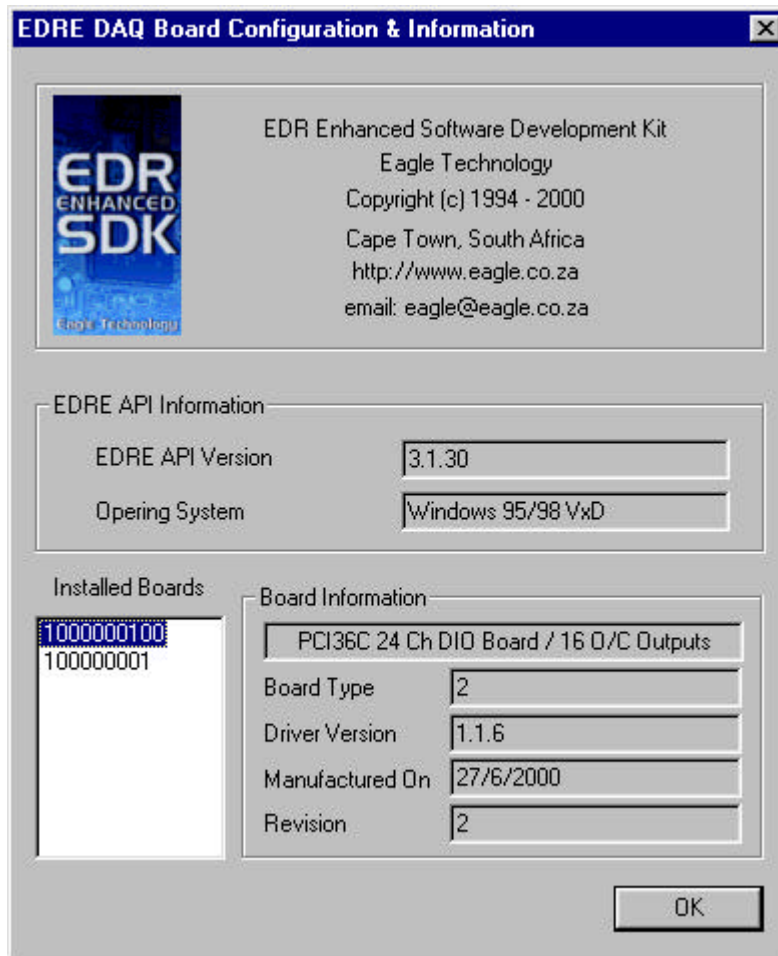 EDRE DAQ Board Configuration & Information
EDR
ENHANCED
SDK
Eagle Technology
EDR Enhanced Software Development Kit
Eagle Technology
Copyright (c) 1994 - 2000
Cape Town, South Africa
http://www.eagle.co.za
email: eagle@eagle.co.za
EDRE API Information
EDRE API Version 3.1.30
Opering System Windows 95/98 VxD
Installed Boards
1000000100
100000001
Board Information
PCI36C 24 Ch DIO Board / 16 O/C Outputs
Board Type 2
Driver Version 1.1.6
Manufactured On 27/6/2000
Revision 2
OK